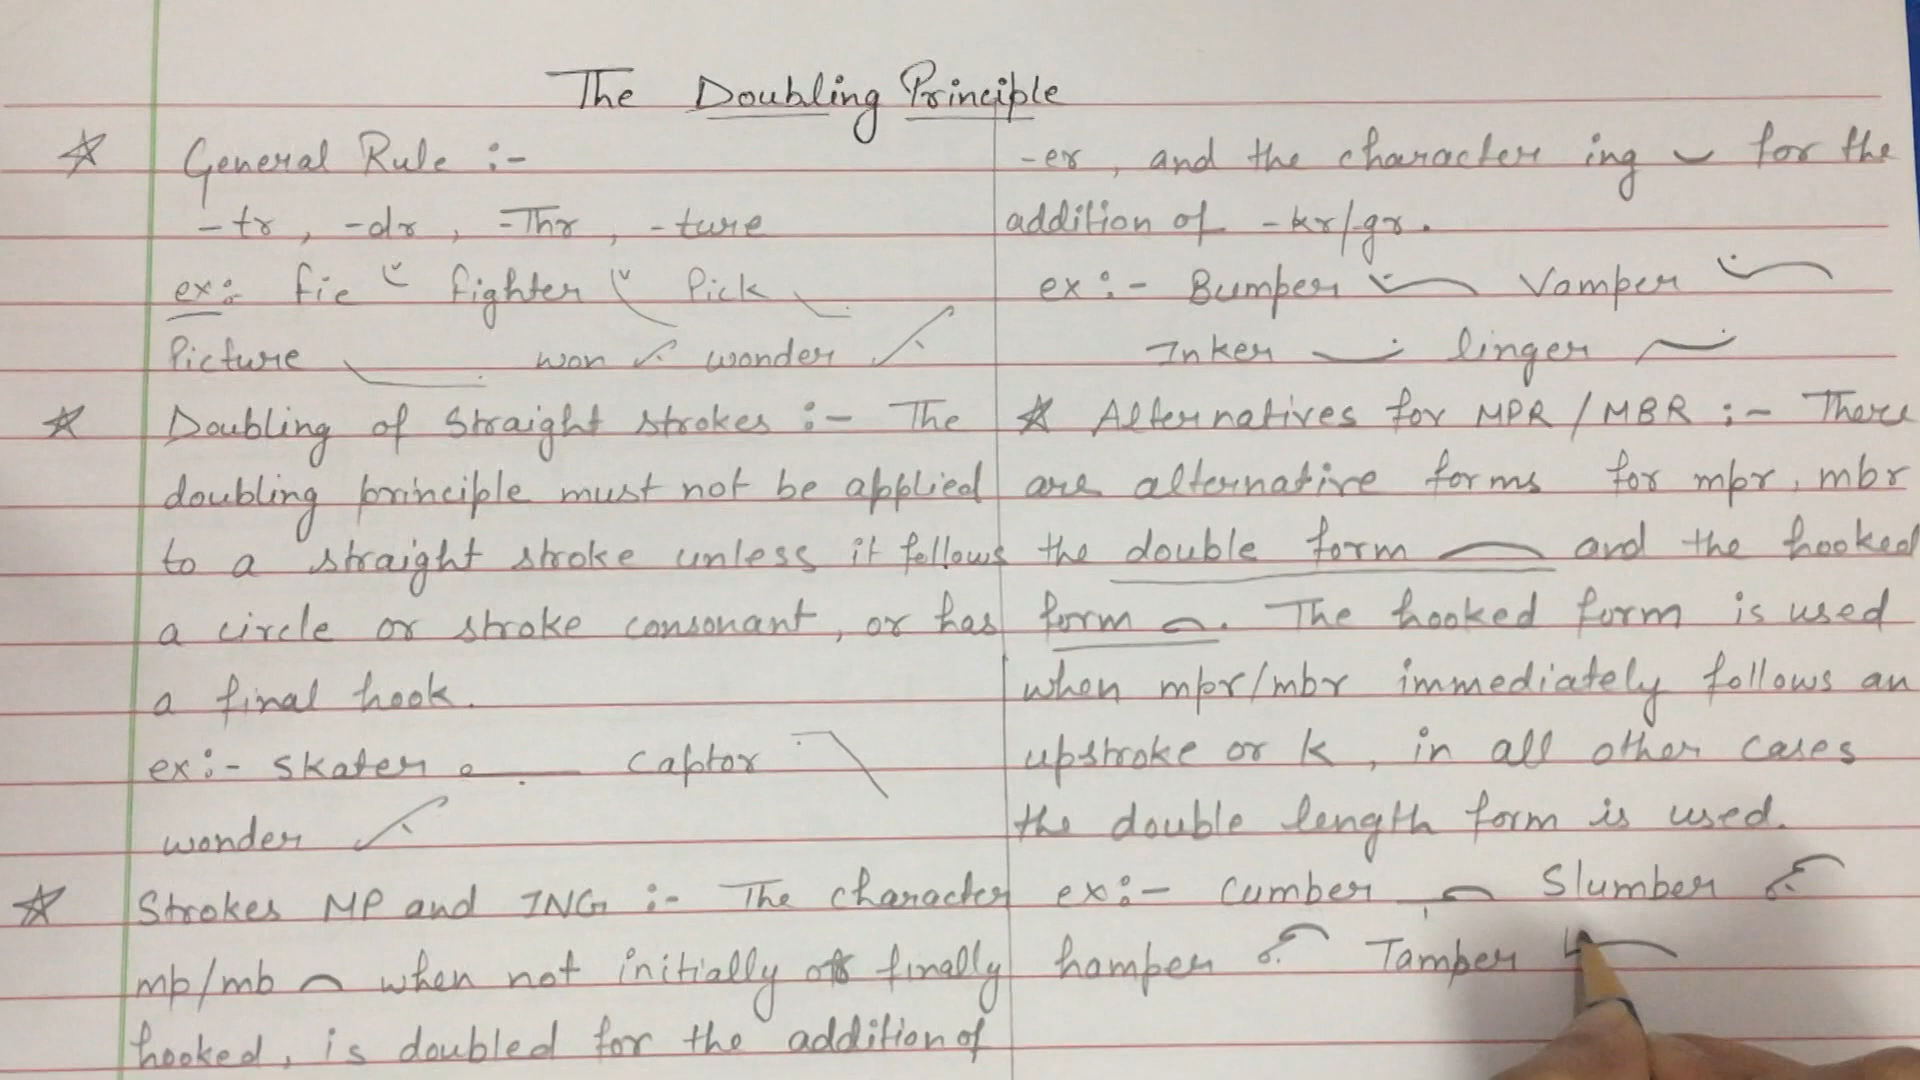 The Doubling Principle
☆ General Rule :-
-tr, -dr, -Thr, -ture
ex:- fie fighter Pick
Picture won wonder
☆ Doubling of Straight strokes :- The
doubling principle must not be applied
to a straight stroke unless it follows
a circle or stroke consonant, or has
a final hook.
ex:- skater captor
wonder
☆ Strokes MP and ING :- The character
mp/mb when not initially or finally
hooked, is doubled for the addition of
-er, and the character ing for the
addition of -kr/gr.
ex:- Bumper Vamper
Inker linger
☆ Alternatives for MPR/MBR :- There
are alternative forms for mpr, mbr
the double form and the hooked
form. The hooked form is used
when mpr/mbr immediately follows an
upstroke or K, in all other cases
the double length form is used.
ex:- Cumber Slumber
hamper Tamper